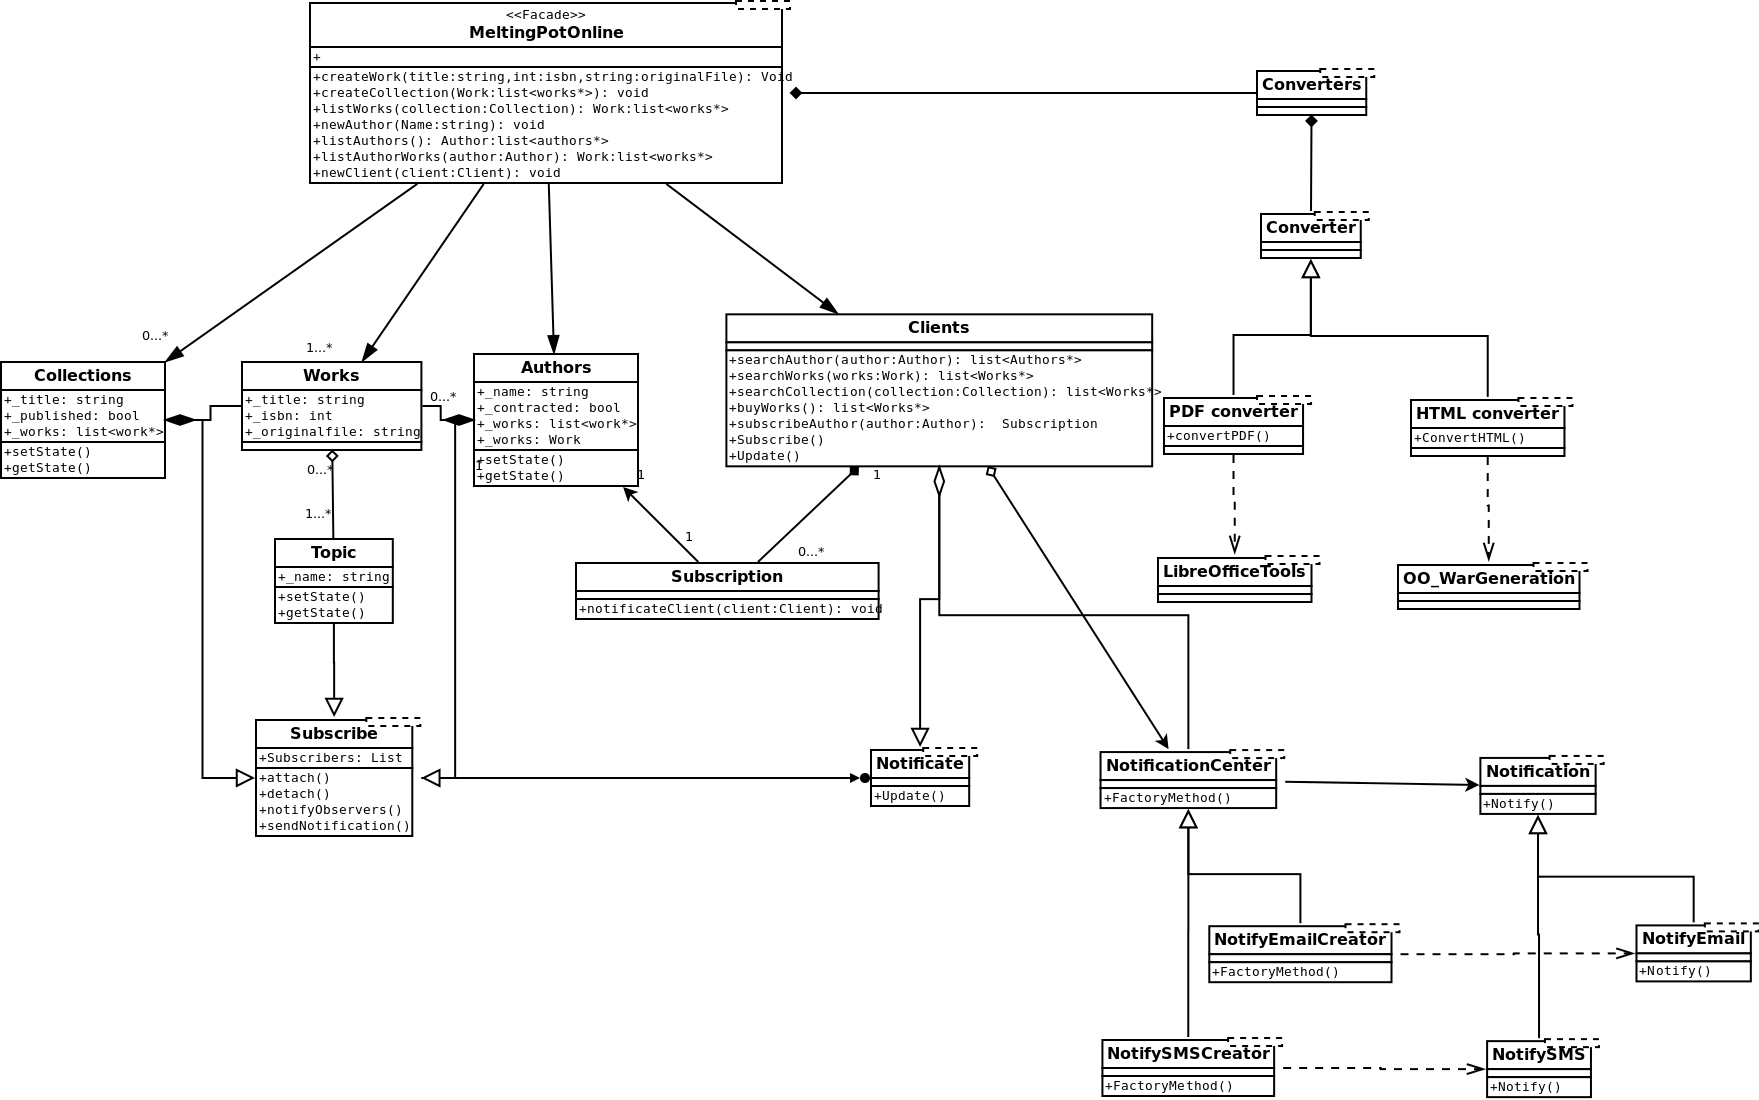 <<Facade>>
MeltingPotOnline
+
+createWork(title:string,int:isbn,string:originalFile): Void
+createCollection(Work:list<works*>): void
+listWorks(collection:Collection): Work:list<works*>
+newAuthor(Name:string): void
+listAuthors(): Author:list<authors*>
+listAuthorWorks(author:Author): Work:list<works*>
+newClient(client:Client): void
Converters
Converter
0...*
1...*
Collections
+_title: string
+_published: bool
+_works: list<work*>
+setState()
+getState()
Works
+_title: string
+_isbn: int
+_originalfile: string
0...*
Authors
+_name: string
+_contracted: bool
+_works: list<work*>
+_works: Work
+setState()
+getState()
1
1
Clients
+searchAuthor(author:Author): list<Authors*>
+searchWorks(works:Work): list<Works*>
+searchCollection(collection:Collection): list<Works*>
+buyWorks(): list<Works*>
+subscribeAuthor(author:Author):  Subscription
+Subscribe()
+Update()
PDF converter
+convertPDF()
HTML converter
+ConvertHTML()
0...*
1...*
1
1
0...*
Topic
+_name: string
+setState()
+getState()
Subscription
+notificateClient(client:Client): void
LibreOfficeTools
OO_WarGeneration
Subscribe
+Subscribers: List
+attach()
+detach()
+notifyObservers()
+sendNotification()
Notificate
+Update()
NotificationCenter
+FactoryMethod()
Notification
+Notify()
NotifyEmailCreator
+FactoryMethod()
NotifyEmail
+Notify()
NotifySMSCreator
+FactoryMethod()
NotifySMS
+Notify()